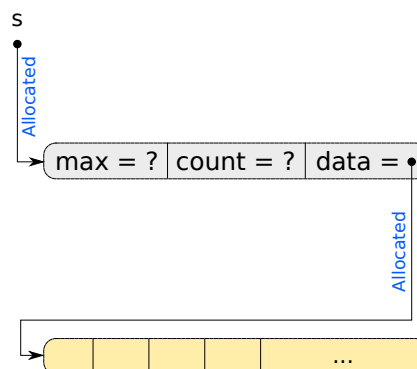 s
Allocated
max = ? count = ? data =
Allocated
...